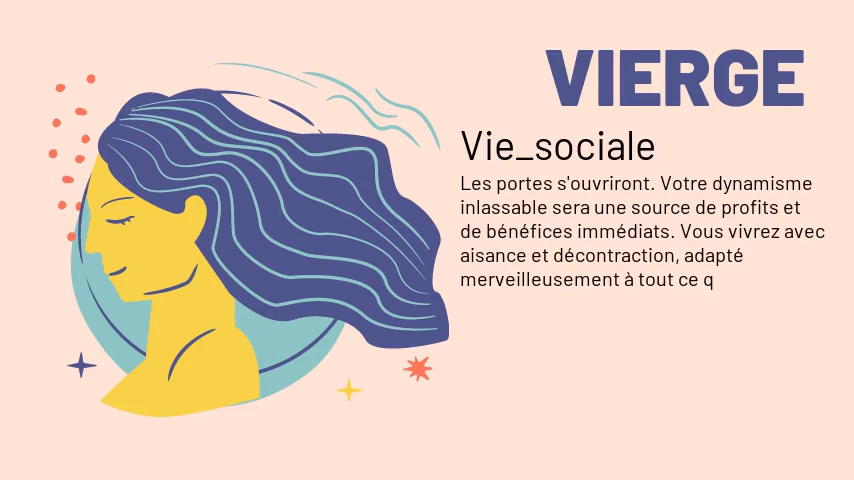 VIERGE
Vie_sociale
Les portes s'ouvriront. Votre dynamisme
inlassable sera une source de profits et
de bénéfices immédiats. Vous vivrez avec
aisance et décontraction, adapté
merveilleusement à tout ce q